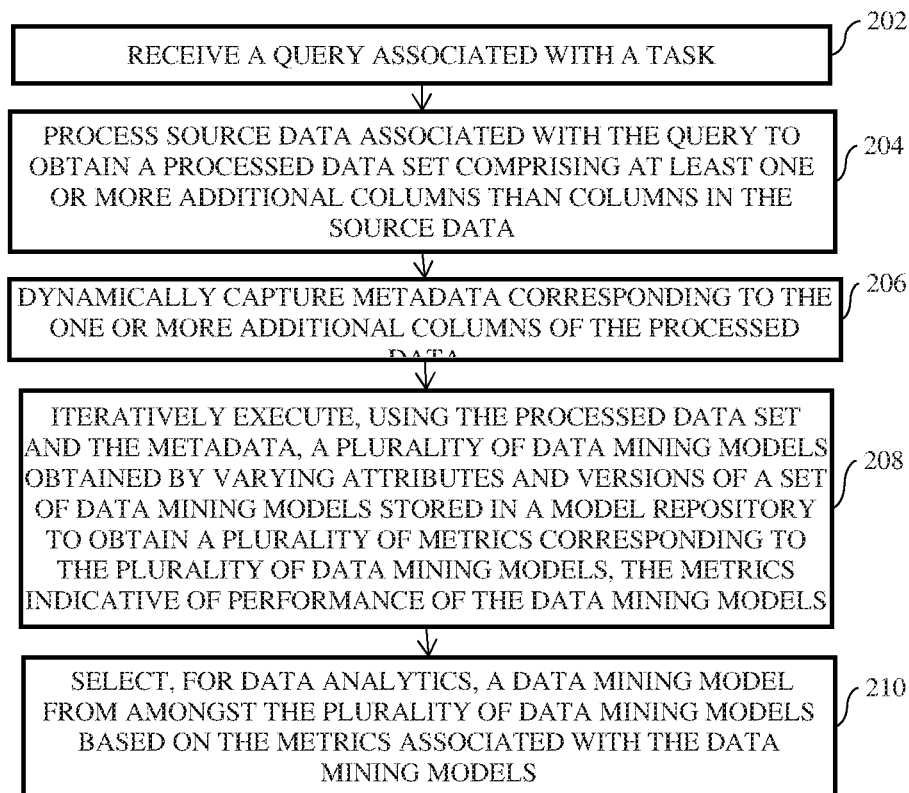 202
RECEIVE A QUERY ASSOCIATED WITH A TASK
PROCESS SOURCE DATA ASSOCIATED WITH THE QUERY TO
OBTAIN A PROCESSED DATA SET COMPRISING AT LEAST ONE
OR MORE ADDITIONAL COLUMNS THAN COLUMNS IN THE
SOURCE DATA
204
DYNAMICALLY CAPTURE METADATA CORRESPONDING TO THE
ONE OR MORE ADDITIONAL COLUMNS OF THE PROCESSED
DATA
206
ITERATIVELY EXECUTE, USING THE PROCESSED DATA SET
AND THE METADATA, A PLURALITY OF DATA MINING MODELS
OBTAINED BY VARYING ATTRIBUTES AND VERSIONS OF A SET
OF DATA MINING MODELS STORED IN A MODEL REPOSITORY
TO OBTAIN A PLURALITY OF METRICS CORRESPONDING TO
THE PLURALITY OF DATA MINING MODELS, THE METRICS
INDICATIVE OF PERFORMANCE OF THE DATA MINING MODELS
208
SELECT, FOR DATA ANALYTICS, A DATA MINING MODEL
FROM AMONGST THE PLURALITY OF DATA MINING MODELS
BASED ON THE METRICS ASSOCIATED WITH THE DATA
MINING MODELS
210